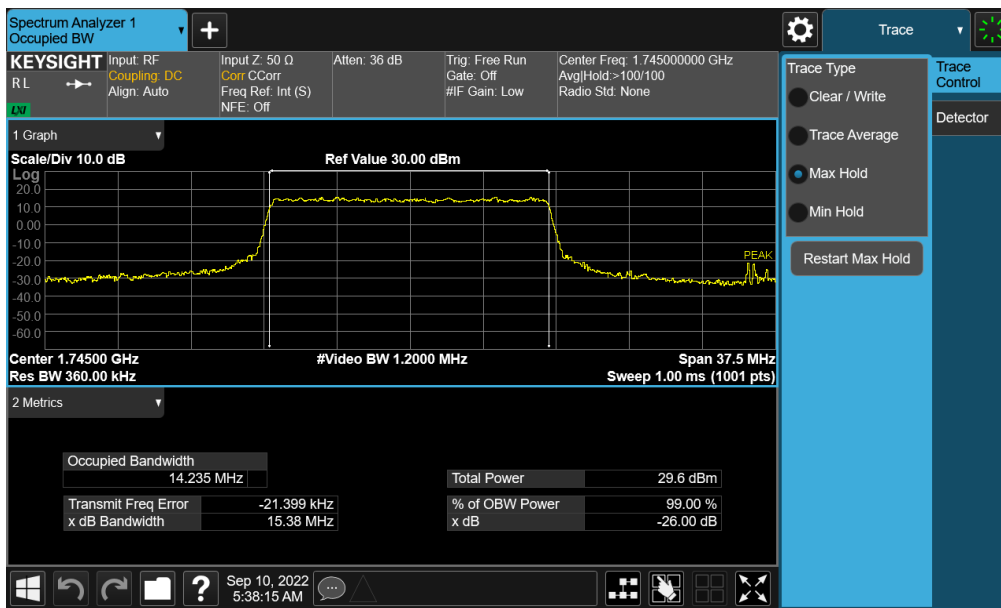 Spectrum Analyzer 1
Occupied BW
+
Trace
KEYSIGHT
RL
LXI
Input: RF
Coupling: DC
Align: Auto
Input Z: 50 Ω
Corr CCorr
Freq Ref: Int (S)
NFE: Off
Atten: 36 dB
Trig: Free Run
Gate: Off
#IF Gain: Low
Center Freq: 1.745000000 GHz
Avg|Hold:>100/100
Radio Std: None
Trace Type
Clear / Write
Trace Average
Max Hold
Min Hold
Restart Max Hold
Trace
Control
Detector
1 Graph
Scale/Div 10.0 dB
Ref Value 30.00 dBm
Log
20.0
10.0
0.00
-10.0
-20.0
-30.0
-40.0
-50.0
-60.0
PEAK
Center 1.74500 GHz
#Video BW 1.2000 MHz
Span 37.5 MHz
Res BW 360.00 kHz
Sweep 1.00 ms (1001 pts)
2 Metrics
Occupied Bandwidth
14.235 MHz
Total Power 29.6 dBm
Transmit Freq Error -21.399 kHz
% of OBW Power 99.00 %
x dB Bandwidth 15.38 MHz
x dB -26.00 dB
?
Sep 10, 2022
5:38:15 AM